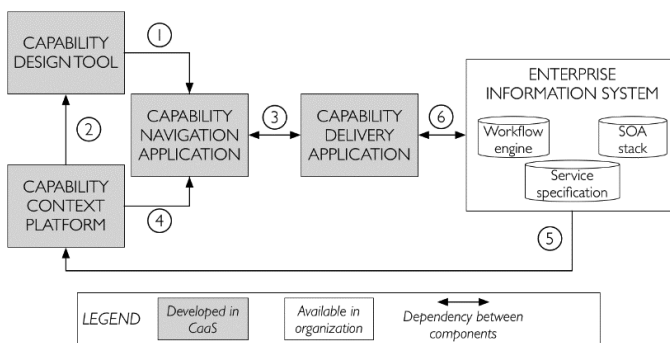 CAPABILITY
DESIGN TOOL
1
ENTERPRISE
INFORMATION SYSTEM
2
CAPABILITY
NAVIGATION
APPLICATION
3
CAPABILITY
DELIVERY
APPLICATION
6
Workflow
engine
SOA
stack
Service
specification
CAPABILITY
CONTEXT
PLATFORM
4
5
LEGEND
Developed in
CaaS
Available in
organization
Dependency between
components